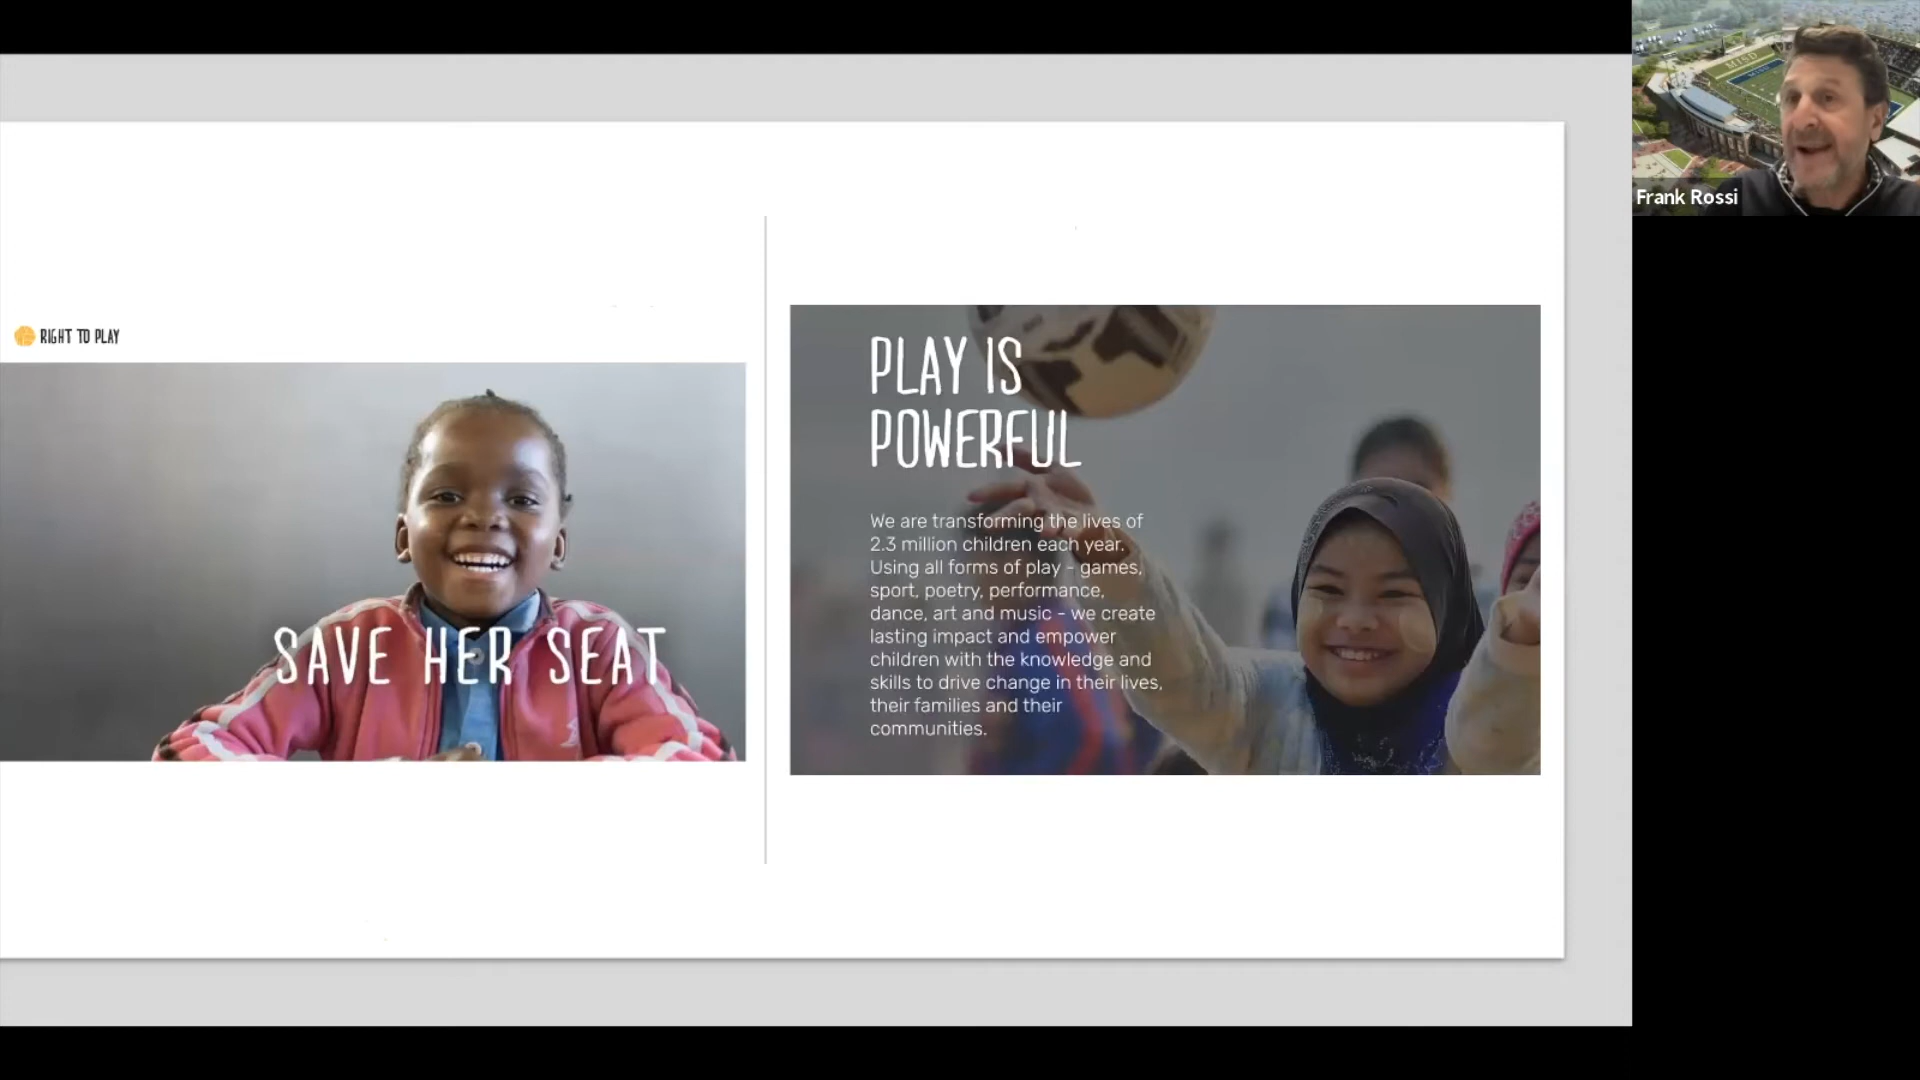 RIGHT TO PLAY
SAVE HER SEAT
PLAY IS
POWERFUL
We are transforming the lives of
2.3 million children each year.
Using all forms of play - games,
sport, poetry, performance,
dance, art and music - we create
lasting impact and empower
children with the knowledge and
skills to drive change in their lives,
their families and their
communities.
MISD
MISD
Frank Rossi